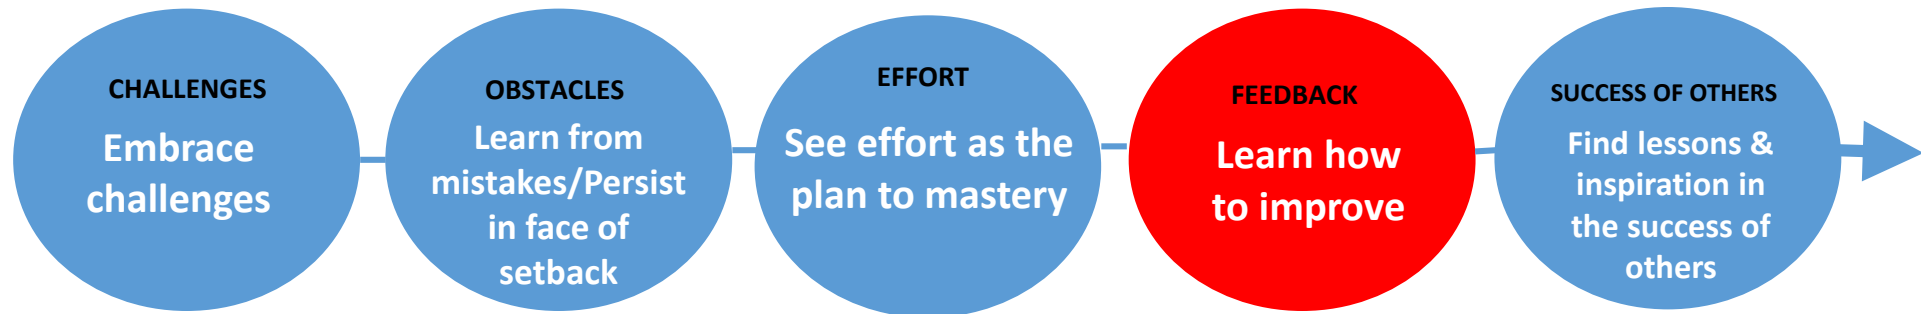 CHALLENGES
Embrace
challenges
OBSTACLES
Learn from
mistakes/Persist
in face of
setback
EFFORT
See effort as the
plan to mastery
FEEDBACK
Learn how
to improve
SUCCESS OF OTHERS
Find lessons &
inspiration in
the success of
others